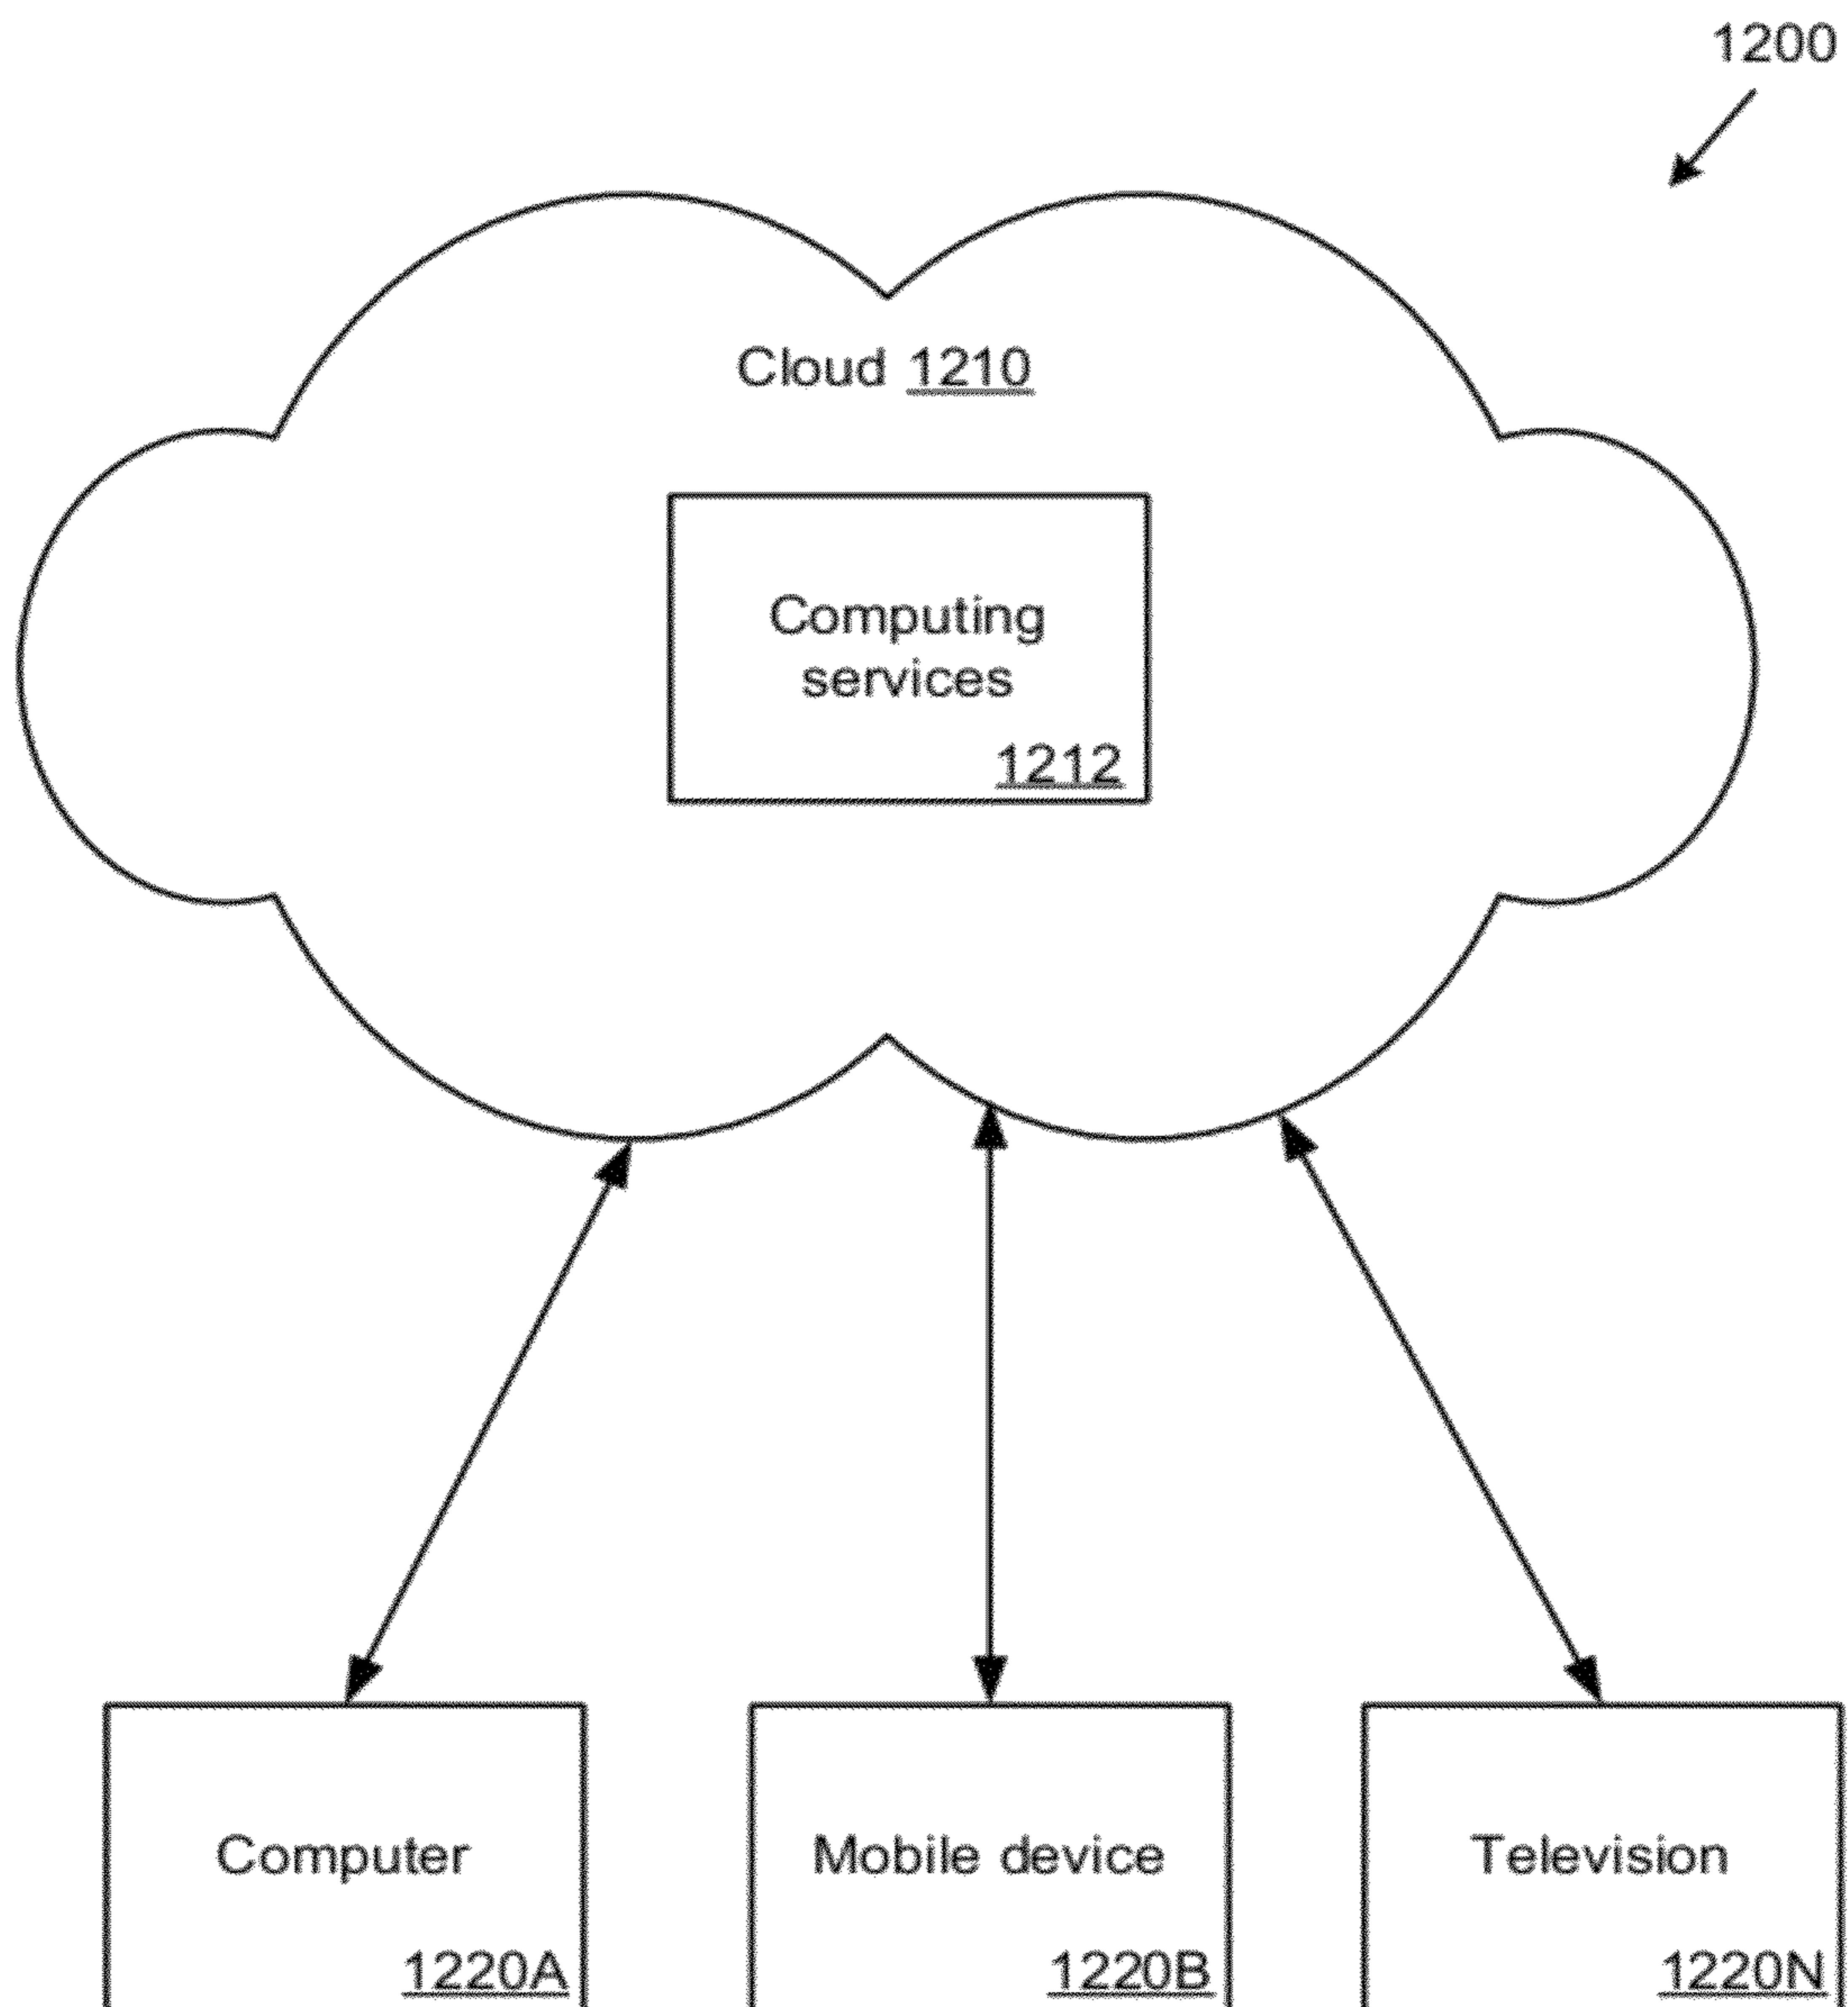 1200
Cloud 1210
Computing
services
1212
Computer
1220A
Mobile device
1220B
Television
1220N